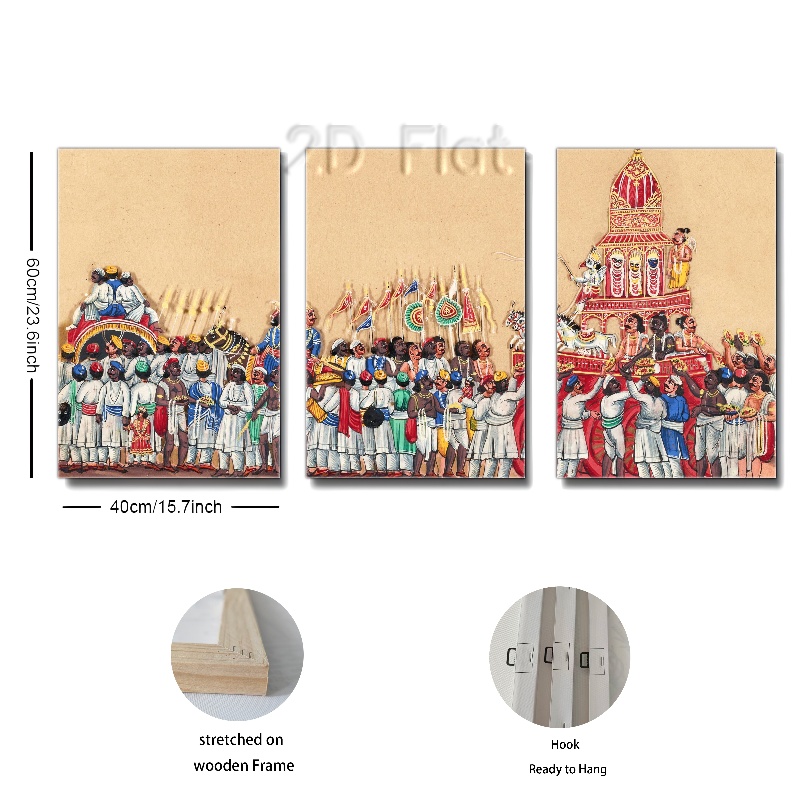 2D Flat
60cm/23.6inch
40cm/15.7inch
stretched on
wooden Frame
Hook
Ready to Hang